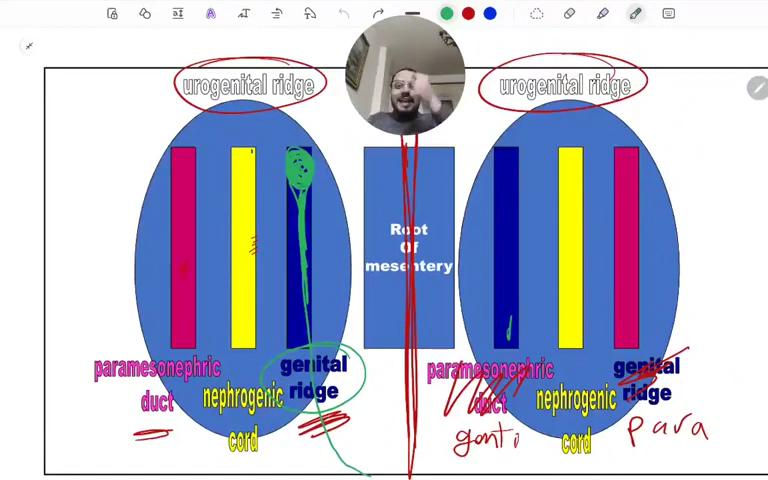 urogenital ridge
urogenital ridge
Root
Of
mesentery
paramesonephric
duct
nephrogenic
cord
genital
ridge
paramesonephric
duct
nephrogenic
cord
genital
ridge
para